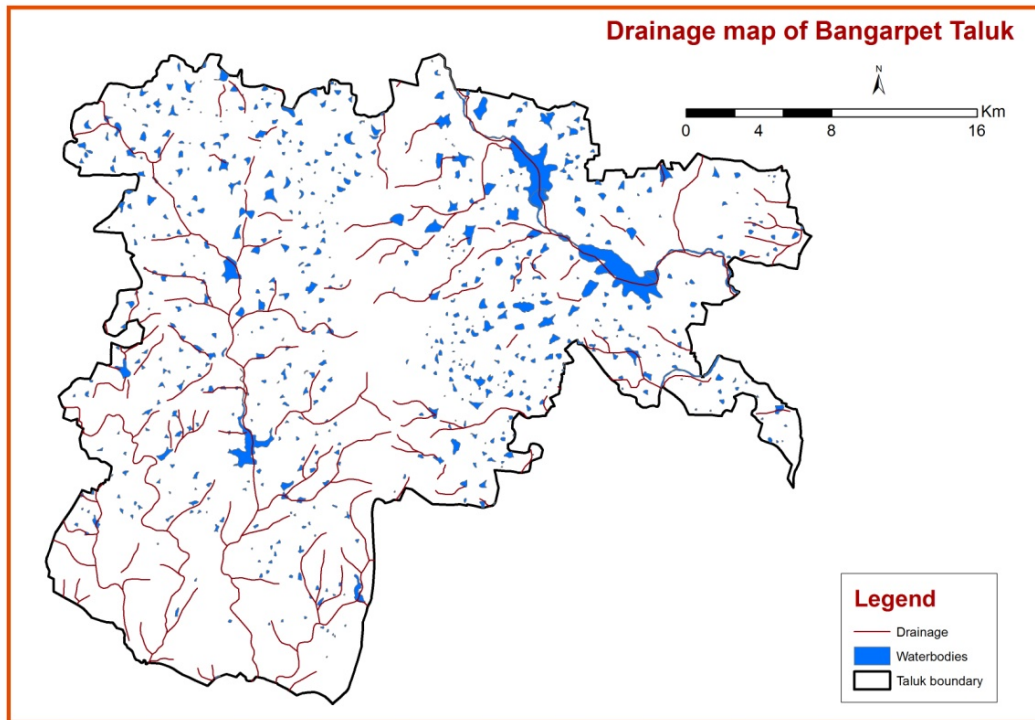 Drainage map of Bangarpet Taluk
N
Km
0 4 8 16
Legend
Drainage
Waterbodies
Taluk boundary